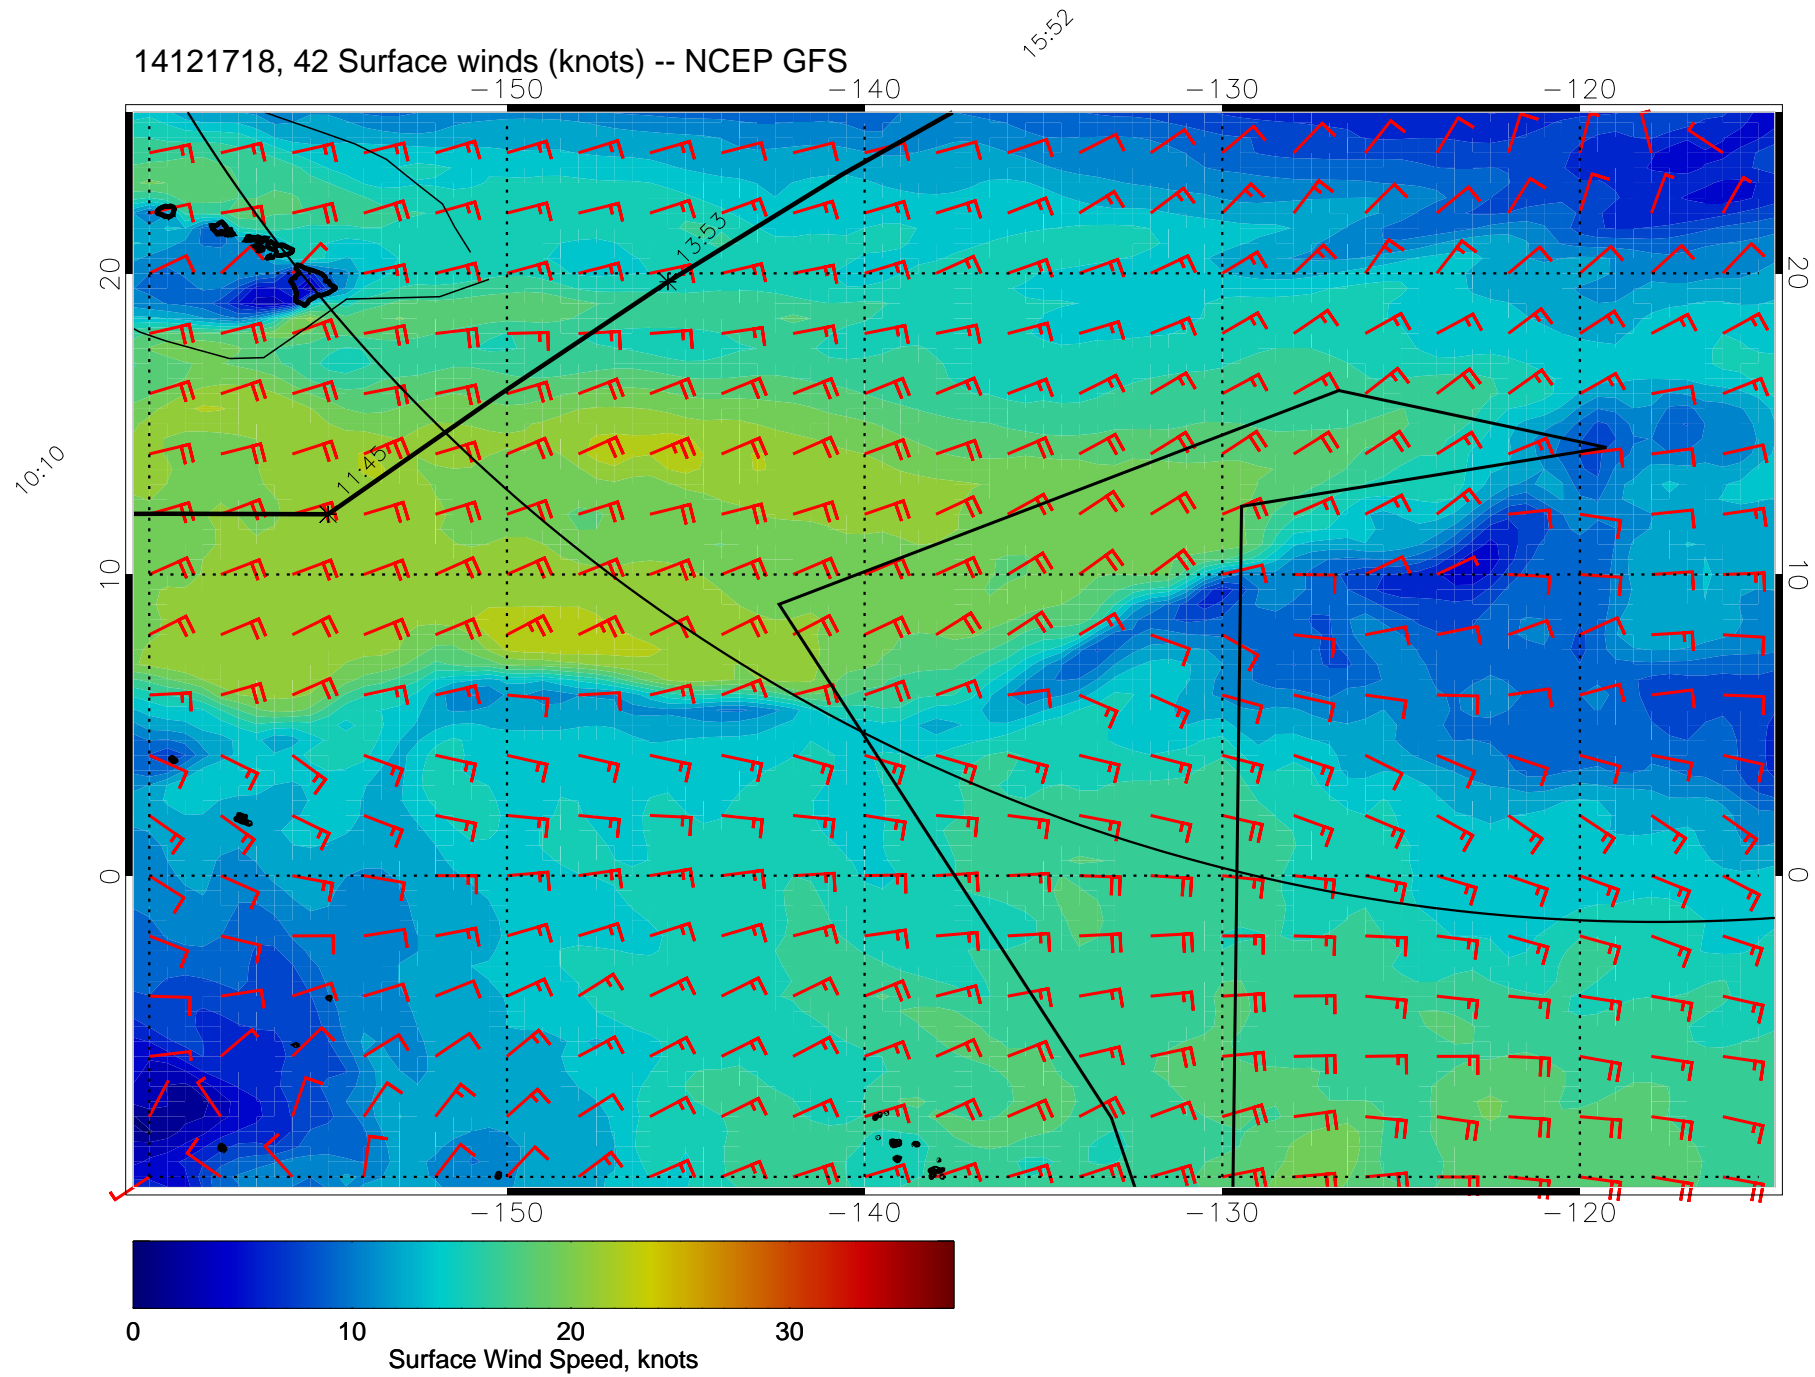 15:52
14121718, 42 Surface winds (knots) -- NCEP GFS
-150 -140 -130 -120
13:53
20 20
10:10
11:45
10 10
0 0
-150 -140 -130 -120
0 10 20 30
Surface Wind Speed, knots